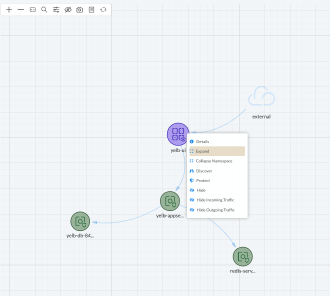 external
yelb-ui
Details
Expand
Collapse Namespace
Discover
Protect
Hide
Hide Incoming Traffic
Hide Outgoing Traffic
yelb-appse...
yelb-db-84...
redis-serv...